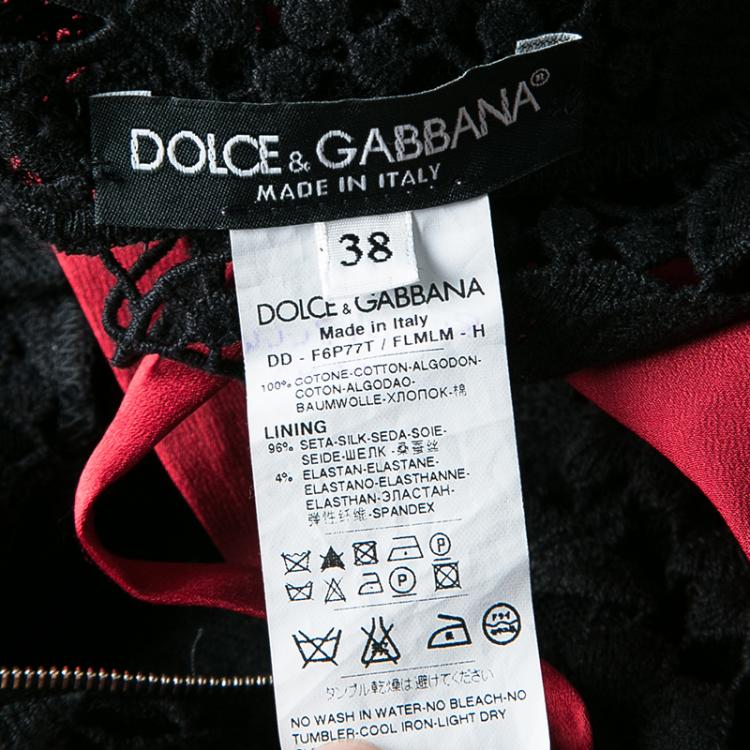 DOLCE & GABBANA®
MADE IN ITALY
38
DOLCE & GABBANA
Made in Italy
DD - F6P77T / FLMLM - H
100% COTONE-COTTON-ALGODON-
COTON-ALGODAO-
BAUMWOLLE-ХЛОПОК-棉
LINING
96% SETA-SILK-SEDA-SOIE-
SEIDE-ШЕЛК-桑蚕丝
4% ELASTAN-ELASTANE-
ELASTANO-ELASTHANNE-
ELASTHAN-ЭЛАСТАН-
弹性纤维-SPANDEX
P
P
ドライ
タンブル乾燥は避けてください
NO WASH IN WATER-NO BLEACH-NO
TUMBLER-COOL IRON-LIGHT DRY